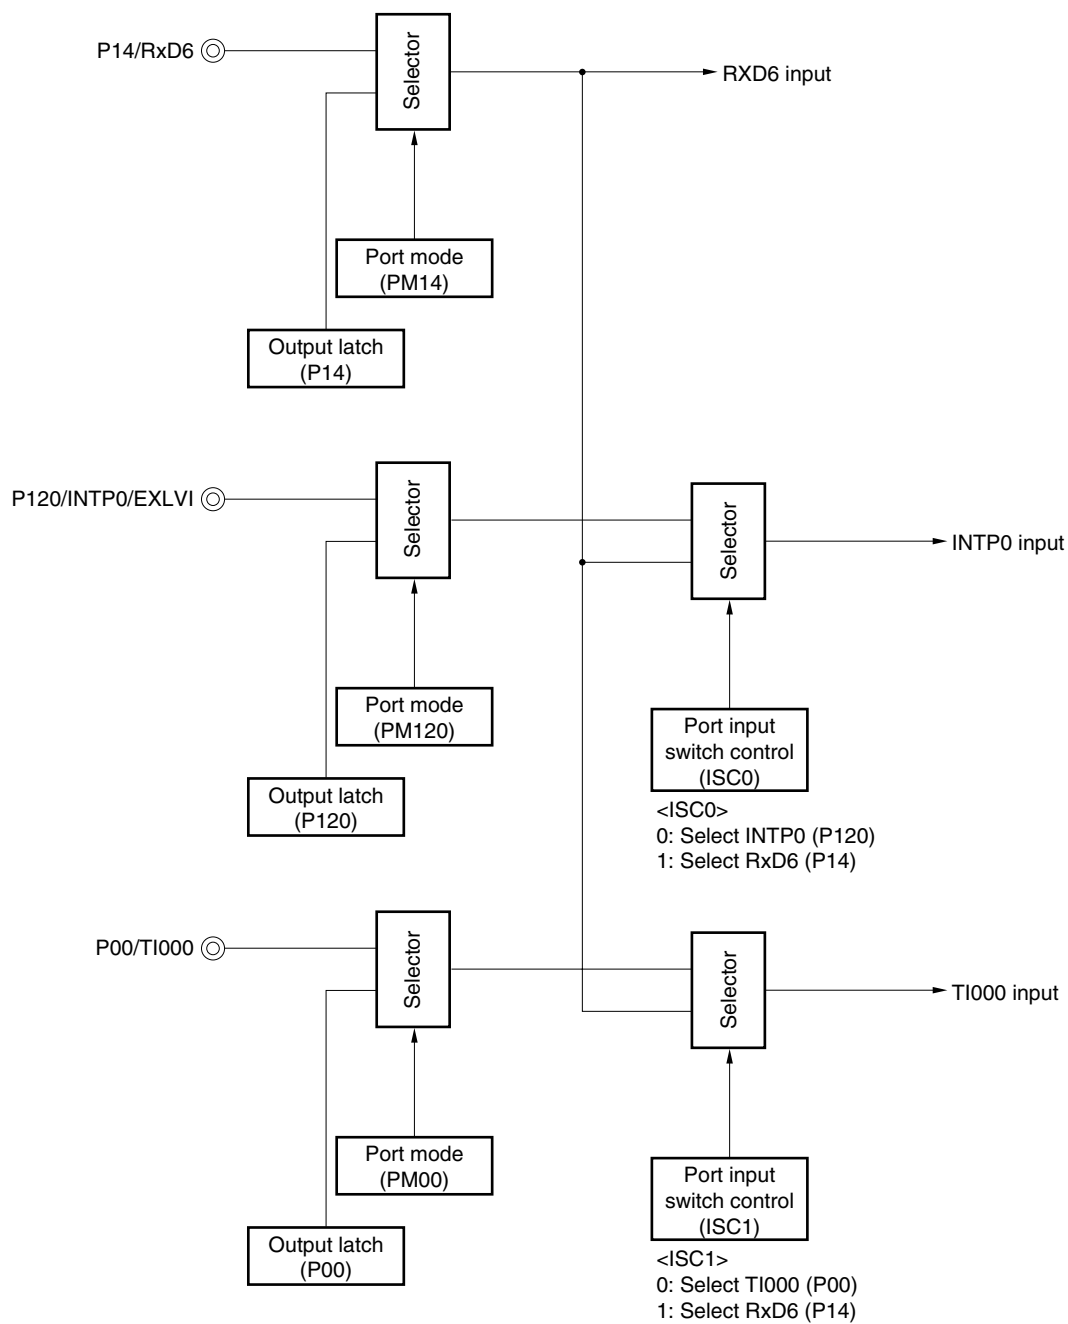 P14/RxD6
Selector
RXD6 input
Port mode
(PM14)
Output latch
(P14)
P120/INTP0/EXLVI
Selector
Selector
INTP0 input
Port mode
(PM120)
Port input
switch control
(ISC0)
Output latch
(P120)
<ISC0>
0: Select INTP0 (P120)
1: Select RxD6 (P14)
P00/TI000
Selector
Selector
TI000 input
Port mode
(PM00)
Port input
switch control
(ISC1)
Output latch
(P00)
<ISC1>
0: Select TI000 (P00)
1: Select RxD6 (P14)